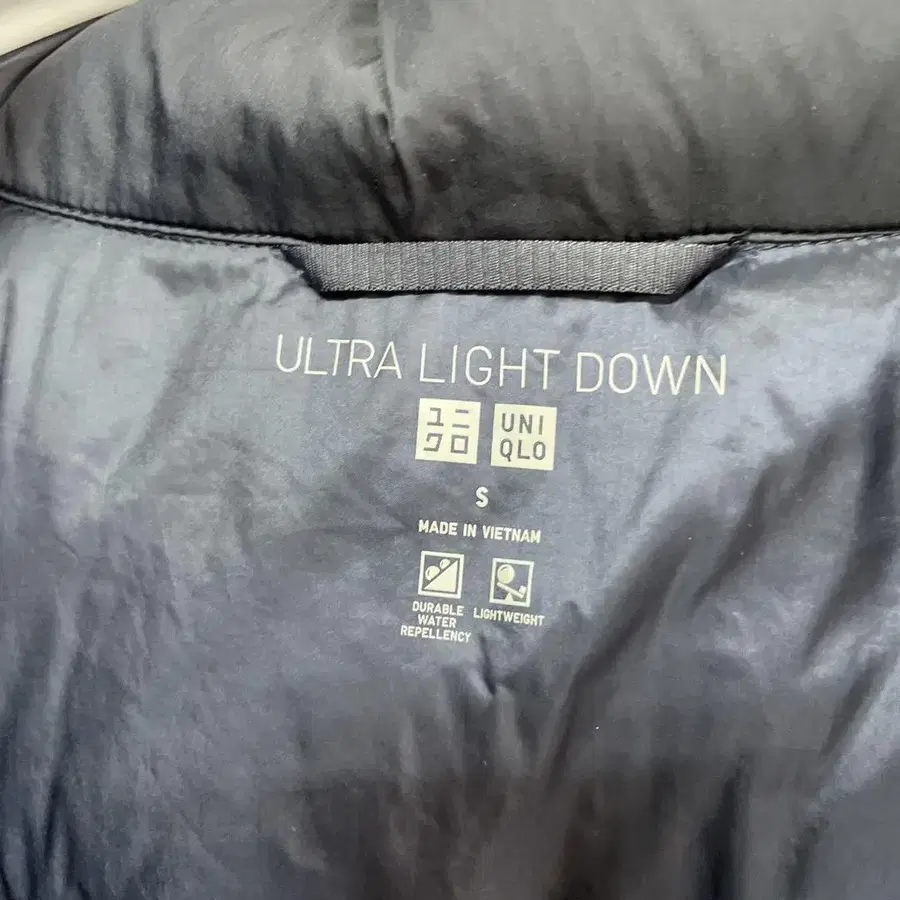 ULTRA LIGHT DOWN
ユニ
クロ
UNI
QLO
S
MADE IN VIETNAM
DURABLE
WATER
REPELLENCY
LIGHTWEIGHT